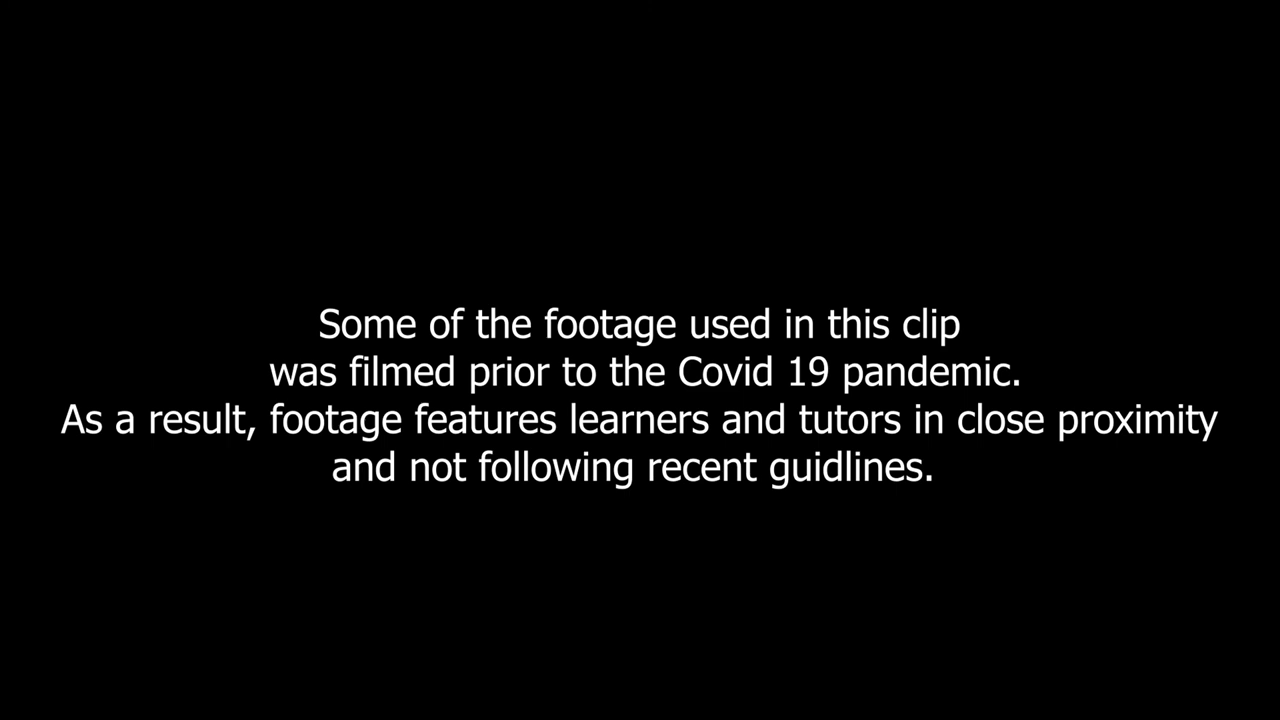 Some of the footage used in this clip
was filmed prior to the Covid 19 pandemic.
As a result, footage features learners and tutors in close proximity
and not following recent guidlines.